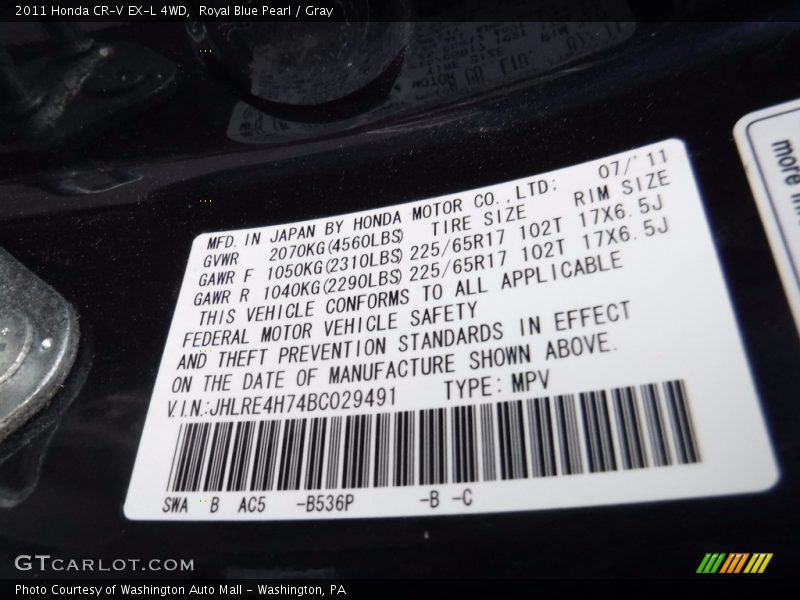 2011 Honda CR-V EX-L 4WD, Royal Blue Pearl / Gray
MFD. IN JAPAN BY HONDA MOTOR CO.,LTD: 07/'11
GVWR 2070KG(4560LBS) TIRE SIZE RIM SIZE
GAWR F 1050KG(2310LBS) 225/65R17 102T 17X6.5J
GAWR R 1040KG(2290LBS) 225/65R17 102T 17X6.5J
THIS VEHICLE CONFORMS TO ALL APPLICABLE
FEDERAL MOTOR VEHICLE SAFETY
AND THEFT PREVENTION STANDARDS IN EFFECT
ON THE DATE OF MANUFACTURE SHOWN ABOVE.
V.I.N.:JHLRE4H74BC029491 TYPE: MPV
SWA B AC5 -B536P -B -C
more
GTCARLOT.COM
Photo Courtesy of Washington Auto Mall - Washington, PA